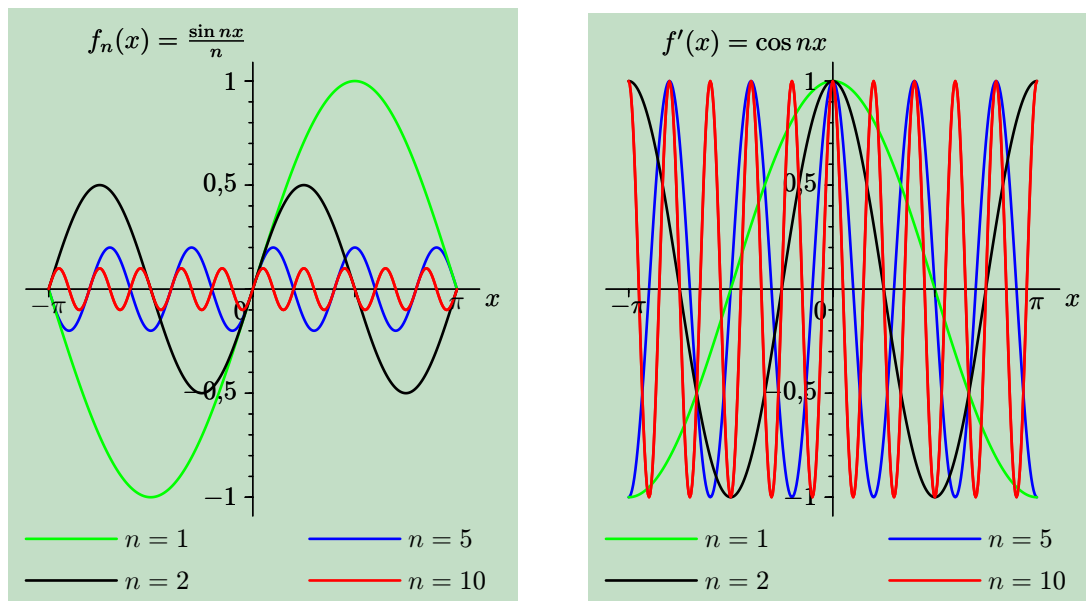 f_n(x) = \frac{\sin nx}{n}
1
0,5
−π 0 π x
−0,5
−1
n = 1 n = 5
n = 2 n = 10
f'(x) = cos nx
1
0,5
−π 0 π x
−0,5
−1
n = 1 n = 5
n = 2 n = 10